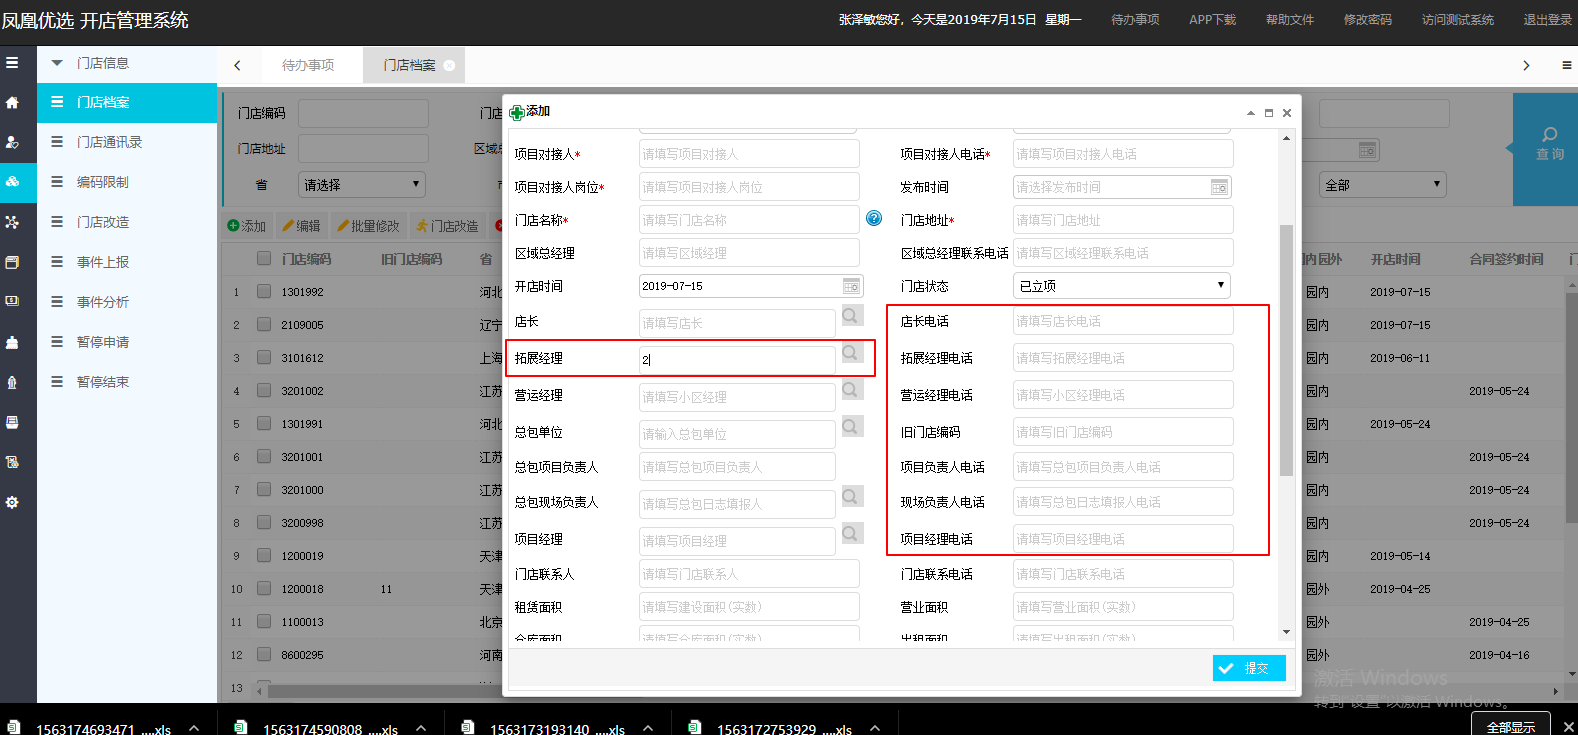 凤凰优选 开店管理系统
张泽敏您好，今天是2019年7月15日 星期一 待办事项 APP下载 帮助文件 修改密码 访问测试系统 退出登录
门店信息
门店档案
门店通讯录
编码限制
门店改造
事件上报
事件分析
暂停申请
暂停结束
待办事项 门店档案
门店编码
门店地址
省 请选择
全部
查 询
添加 编辑 批量修改 门店改造
门店编码 旧门店编码 省 园外 开店时间 合同签约时间
1 1301992 河北 园内 2019-07-15
2 2109005 辽宁 园内 2019-07-15
3 3101612 上海 园内 2019-06-11
4 3201002 江苏 园内 2019-05-24
5 1301991 河北 园内 2019-05-24
6 3201001 江苏 园内 2019-05-24
7 3201000 江苏 园内 2019-05-24
8 3200998 江苏 园内 2019-05-24
9 1200019 天津 园内 2019-05-14
10 1200018 11 天津 园外 2019-04-25
11 1100013 北京 园外 2019-04-25
12 8600295 河南 园外 2019-04-16
13
添加
项目对接人* 请填写项目对接人 项目对接人电话* 请填写项目对接人电话
项目对接人岗位* 请填写项目对接人岗位 发布时间 请选择发布时间
门店名称* 请填写门店名称 门店地址* 请填写门店地址
区域总经理 请填写区域经理 区域总经理联系电话 请填写区域经理联系电话
开店时间 2019-07-15 门店状态 已立项
店长 请填写店长 店长电话 请填写店长电话
拓展经理 2 拓展经理电话 请填写拓展经理电话
营运经理 请填写小区经理 营运经理电话 请填写小区经理电话
总包单位 请输入总包单位 旧门店编码 请填写旧门店编码
总包项目负责人 请填写总包项目负责人 项目负责人电话 请填写总包项目负责人电话
总包现场负责人 请填写总包日志填报人 现场负责人电话 请填写总包日志填报人电话
项目经理 请填写项目经理 项目经理电话 请填写项目经理电话
门店联系人 请填写门店联系人 门店联系电话 请填写门店联系电话
租赁面积 请填写建设面积(实数) 营业面积 请填写营业面积(实数)
仓库面积 请填写仓库面积(实数) 出租面积 请填写出租面积(实数)
提交
激活 Windows
转到"设置"以激活 Windows。
1563174693471_....xls 1563174590808_....xls 1563173193140_....xls 1563172753929_....xls 全部显示